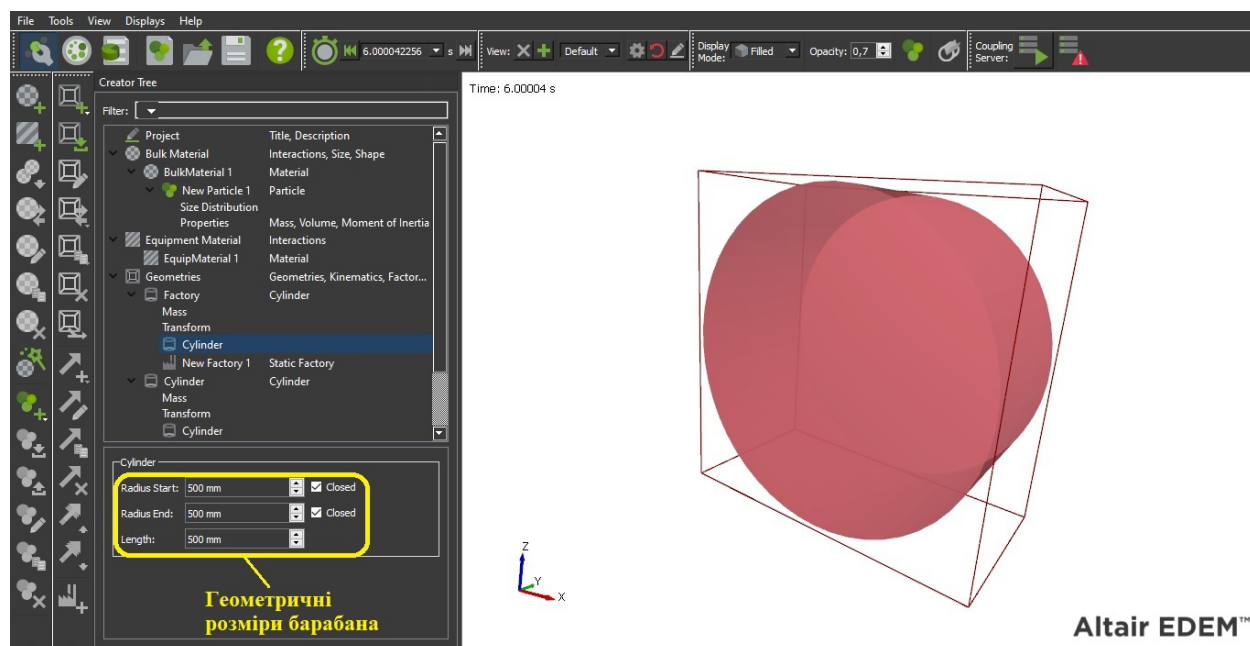 File Tools View Displays Help
6.000042256 s View: Default Display Mode: Filled Opacity: 0,7 Coupling Server:
Creator Tree
Filter:
Project Title, Description
Bulk Material Interactions, Size, Shape
BulkMaterial 1 Material
New Particle 1 Particle
Size Distribution
Properties Mass, Volume, Moment of Inertia
Equipment Material Interactions
EquipMaterial 1 Material
Geometries Geometries, Kinematics, Factor...
Factory Cylinder
Mass
Transform
Cylinder
New Factory 1 Static Factory
Cylinder Cylinder
Mass
Transform
Cylinder
Cylinder
Radius Start: 500 mm Closed
Radius End: 500 mm Closed
Length: 500 mm
Геометричні
розміри барабана
Time: 6.00004 s
Z
Y
X
Altair EDEM™